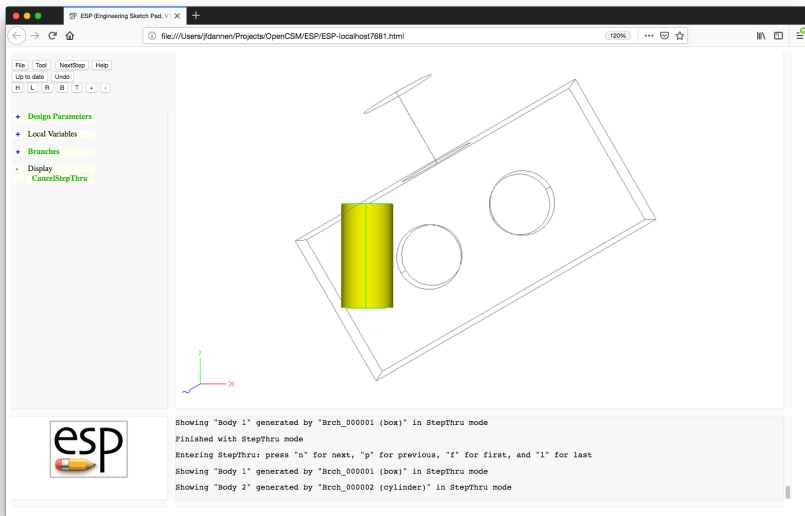 ESP (Engineering Sketch Pad, V1
file:///Users/jfdannen/Projects/OpenCSM/ESP/ESP-localhost7681.html
120%
File Tool NextStep Help
Up to date Undo
H L R B T + -
+ Design Parameters
+ Local Variables
+ Branches
- Display
CancelStepThru
X
esp
Showing "Body 1" generated by "Brch_000001 (box)" in StepThru mode
Finished with StepThru mode
Entering StepThru: press "n" for next, "p" for previous, "f" for first, and "l" for last
Showing "Body 1" generated by "Brch_000001 (box)" in StepThru mode
Showing "Body 2" generated by "Brch_000002 (cylinder)" in StepThru mode